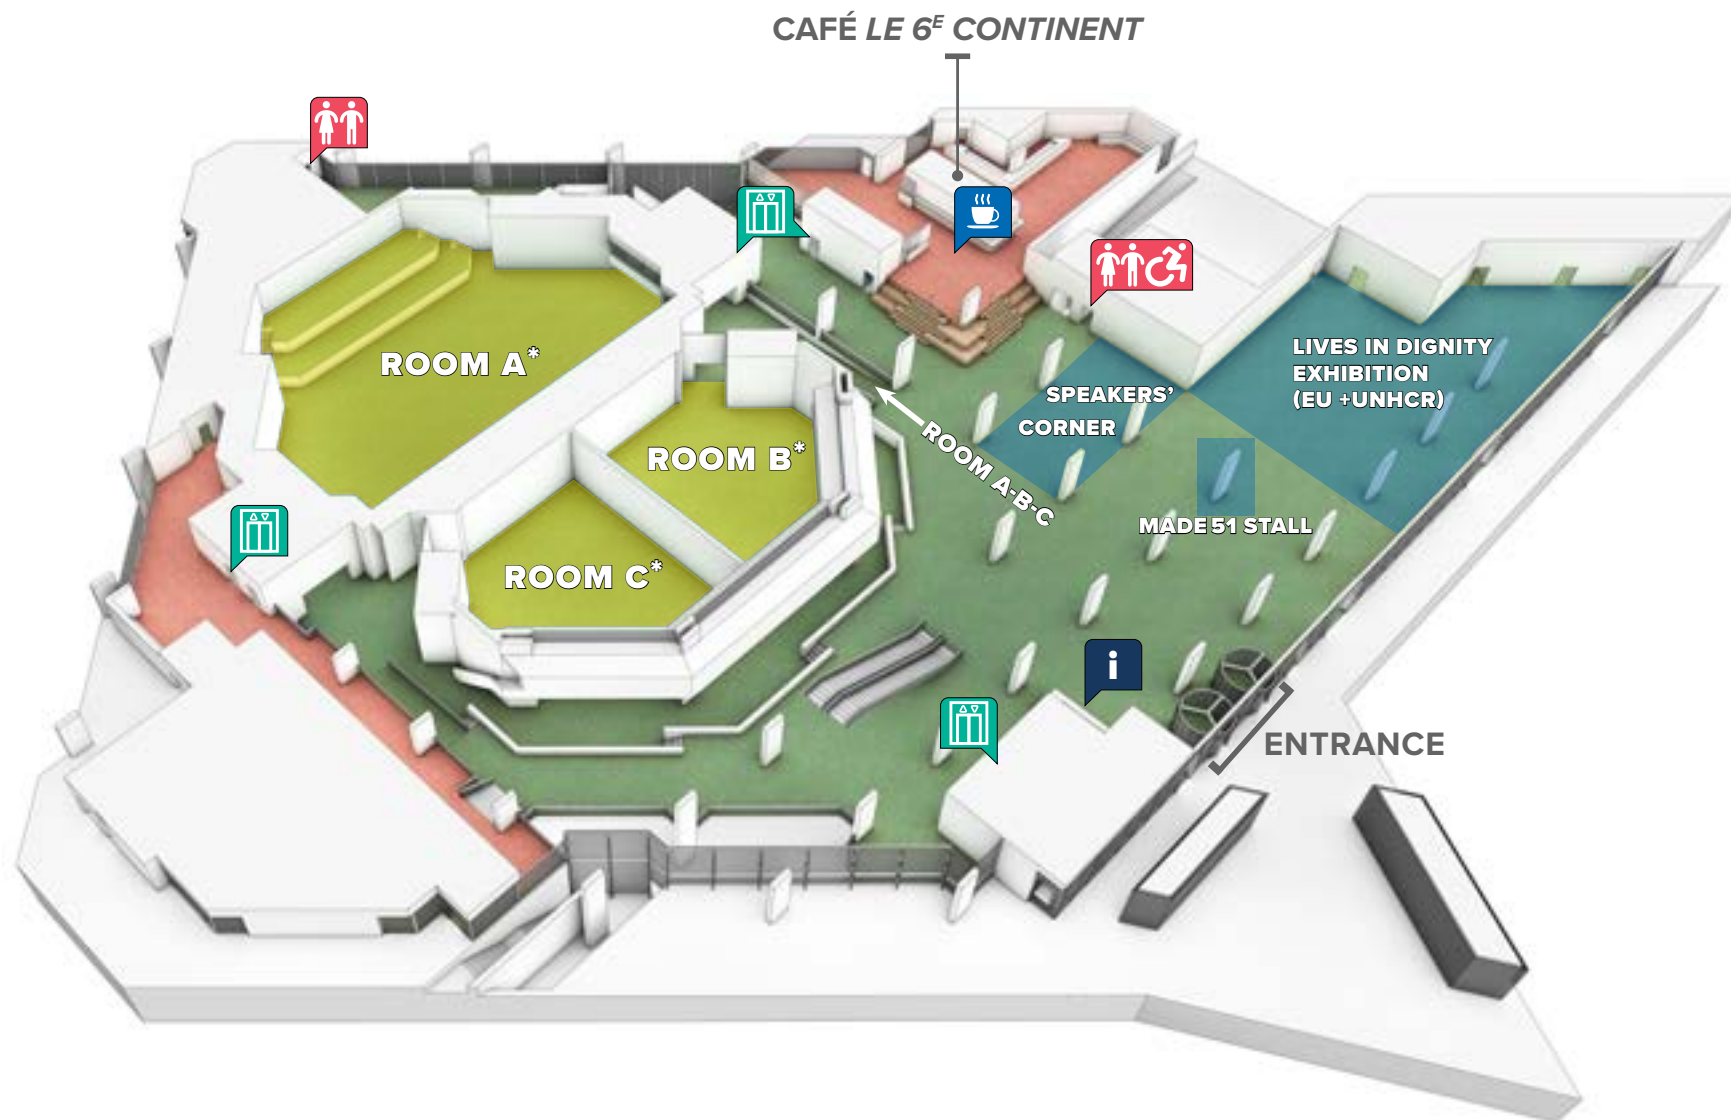 CAFÉ LE 6E CONTINENT
ROOM A*
ROOM B*
ROOM C*
ROOM A-B-C
SPEAKERS'
CORNER
LIVES IN DIGNITY
EXHIBITION
(EU +UNHCR)
MADE51 STALL
i
ENTRANCE